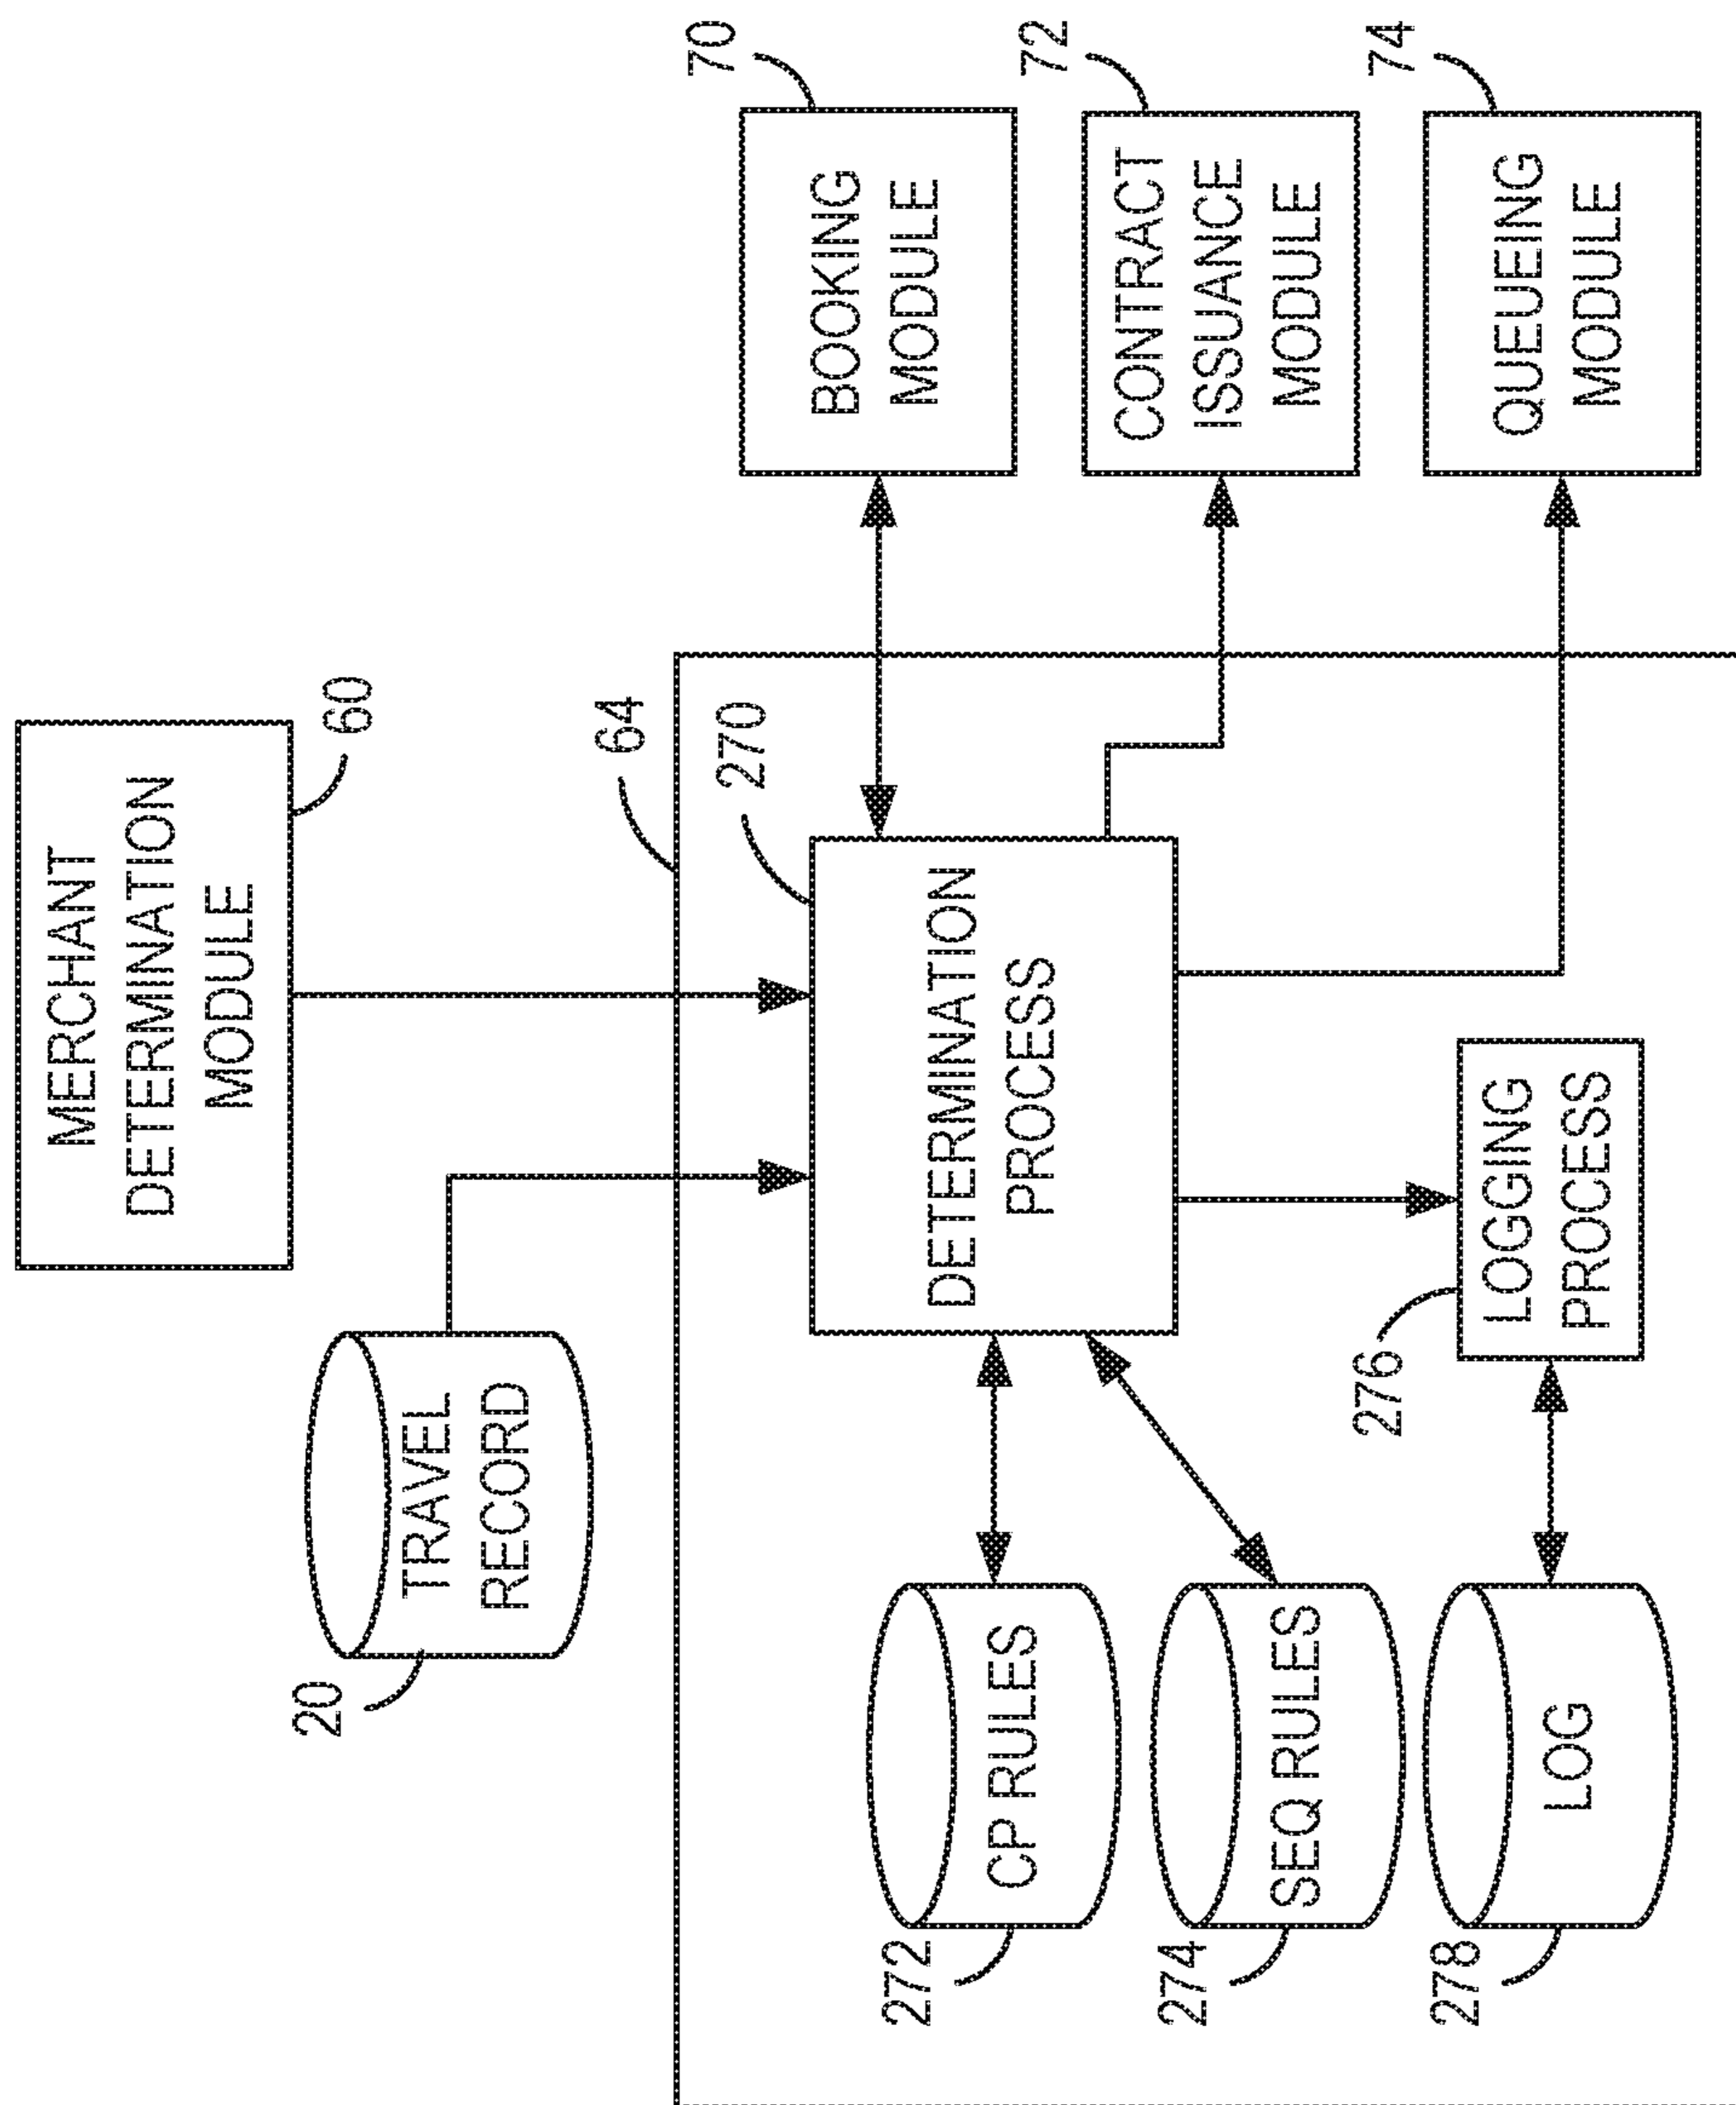 MERCHANT
DETERMINATION
MODULE
60
TRAVEL
RECORD
20
64
270
DETERMINATION
PROCESS
BOOKING
MODULE
70
CONTRACT
ISSUANCE
MODULE
72
QUEUEING
MODULE
74
CP RULES
272
SEQ RULES
274
LOGGING
PROCESS
276
LOG
278